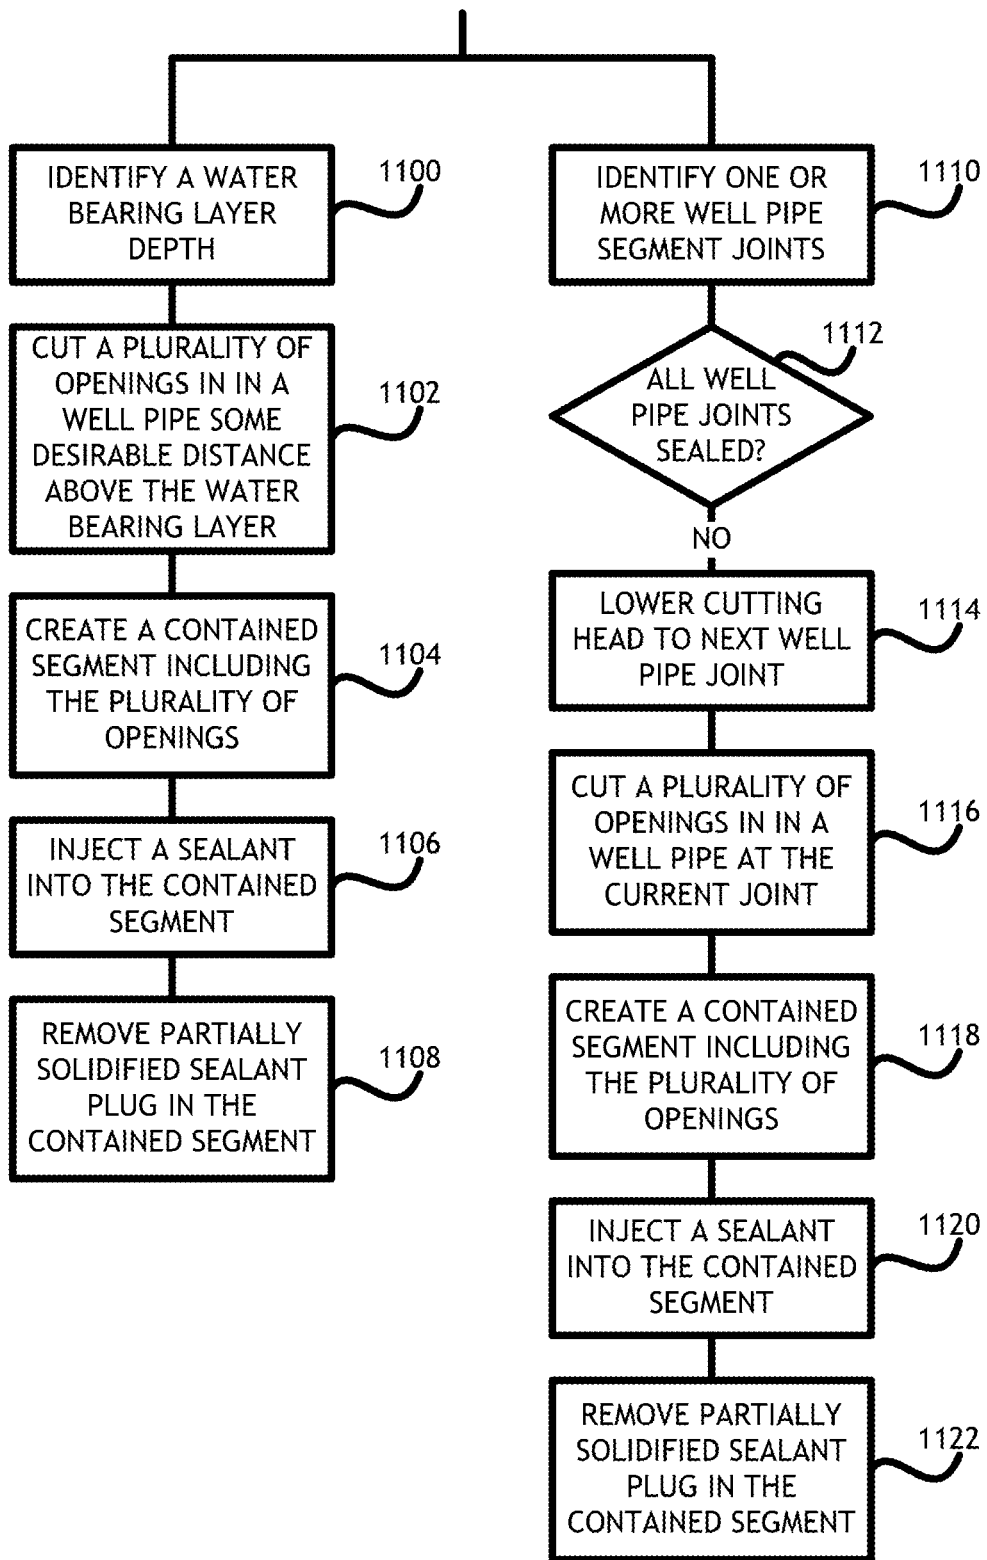 IDENTIFY A WATER
BEARING LAYER
DEPTH
1100
CUT A PLURALITY OF
OPENINGS IN IN A
WELL PIPE SOME
DESIRABLE DISTANCE
ABOVE THE WATER
BEARING LAYER
1102
CREATE A CONTAINED
SEGMENT INCLUDING
THE PLURALITY OF
OPENINGS
1104
INJECT A SEALANT
INTO THE CONTAINED
SEGMENT
1106
REMOVE PARTIALLY
SOLIDIFIED SEALANT
PLUG IN THE
CONTAINED SEGMENT
1108
IDENTIFY ONE OR
MORE WELL PIPE
SEGMENT JOINTS
1110
ALL WELL
PIPE JOINTS
SEALED?
1112
NO
LOWER CUTTING
HEAD TO NEXT WELL
PIPE JOINT
1114
CUT A PLURALITY OF
OPENINGS IN IN A
WELL PIPE AT THE
CURRENT JOINT
1116
CREATE A CONTAINED
SEGMENT INCLUDING
THE PLURALITY OF
OPENINGS
1118
INJECT A SEALANT
INTO THE CONTAINED
SEGMENT
1120
REMOVE PARTIALLY
SOLIDIFIED SEALANT
PLUG IN THE
CONTAINED SEGMENT
1122